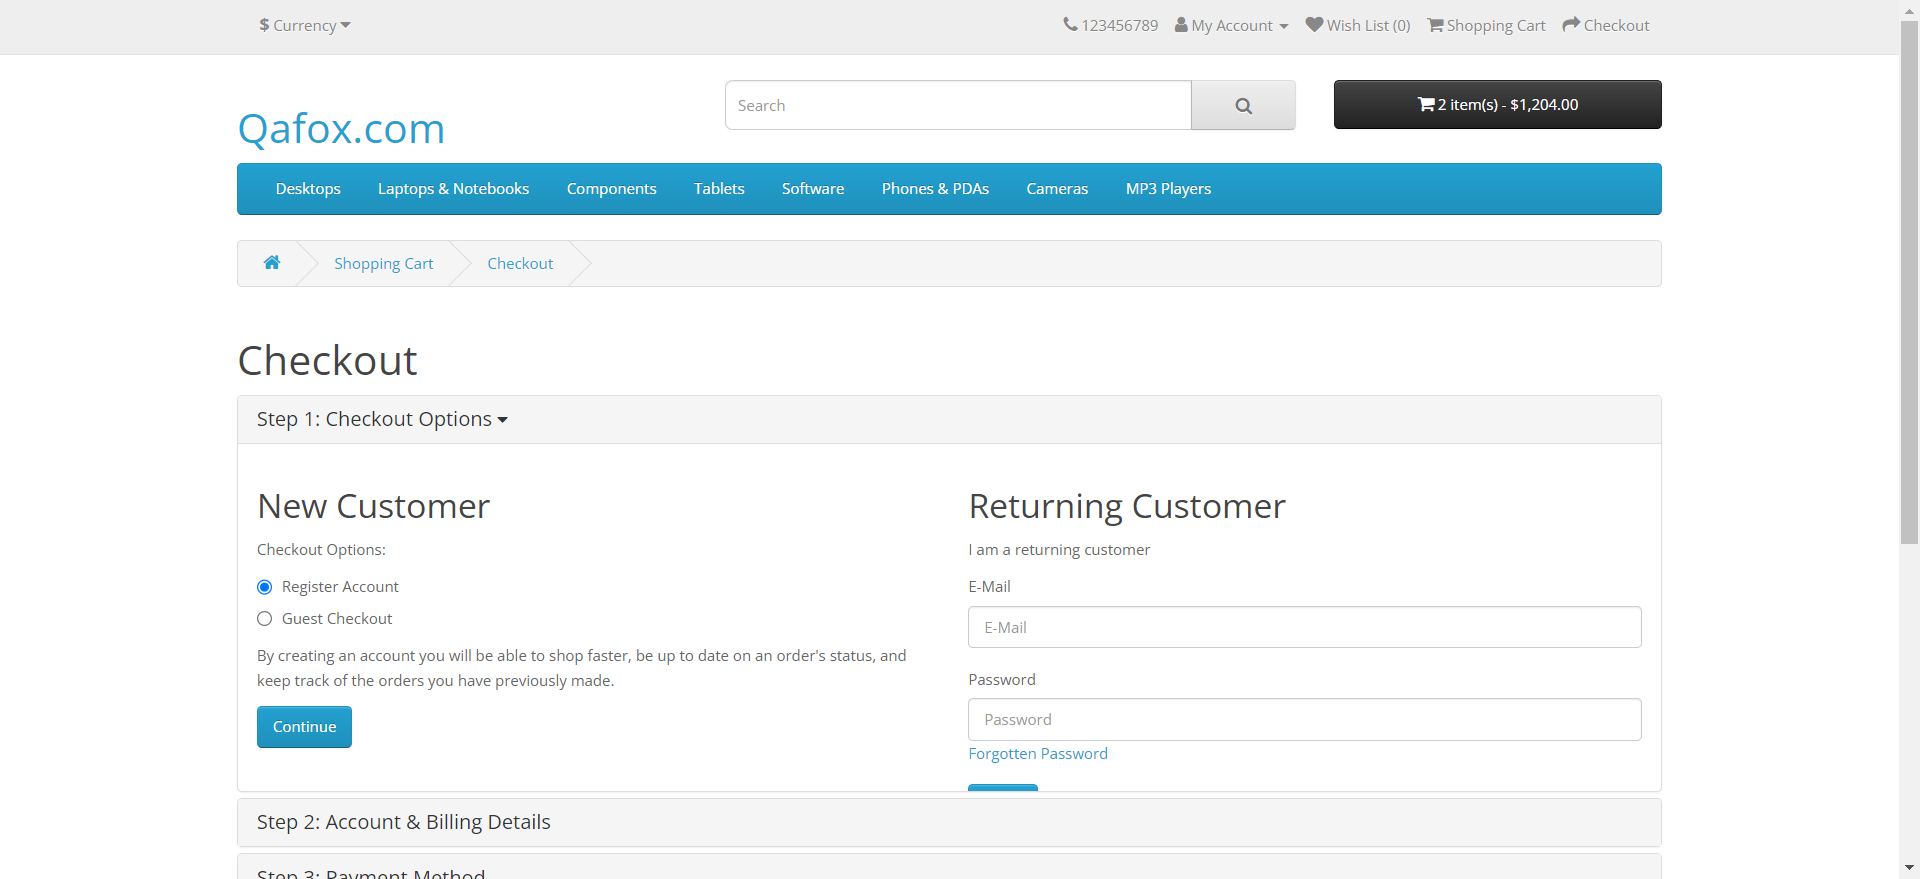 $ Currency
123456789 My Account Wish List (0) Shopping Cart Checkout
Search
2 item(s) - $1,204.00
Qafox.com
Desktops Laptops & Notebooks Components Tablets Software Phones & PDAs Cameras MP3 Players
Shopping Cart Checkout
Checkout
Step 1: Checkout Options
New Customer
Checkout Options:
Register Account
Guest Checkout
By creating an account you will be able to shop faster, be up to date on an order's status, and
keep track of the orders you have previously made.
Continue
Returning Customer
I am a returning customer
E-Mail
E-Mail
Password
Password
Forgotten Password
Step 2: Account & Billing Details
Step 3: Payment Method